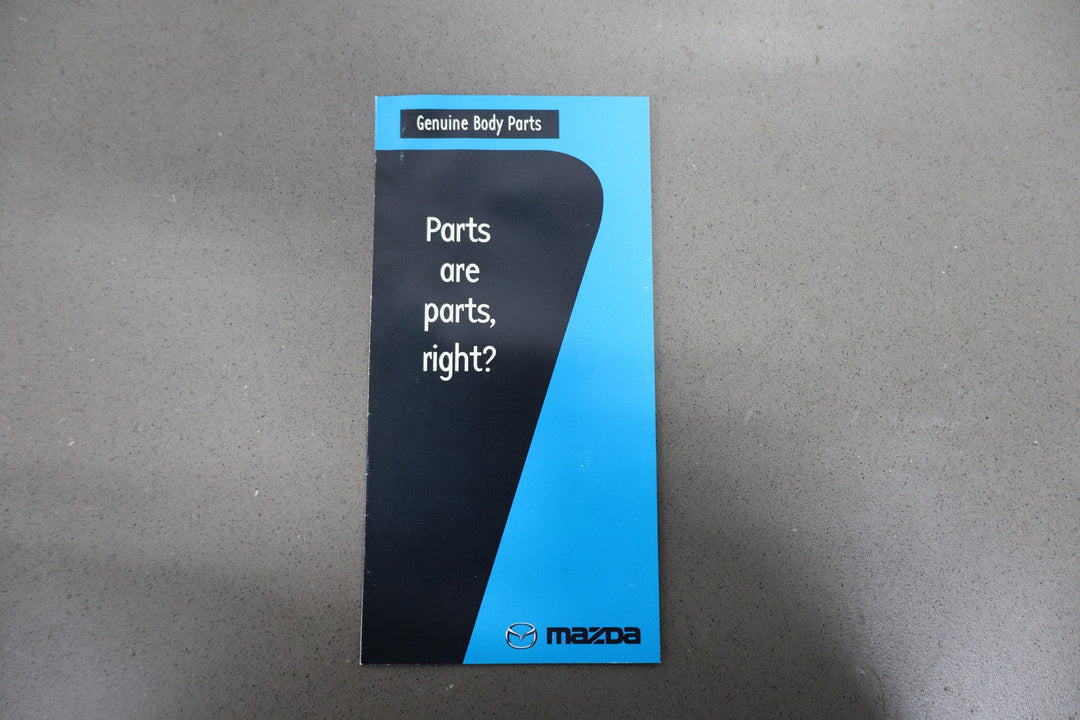 Genuine Body Parts
Parts
are
parts,
right?
mazda